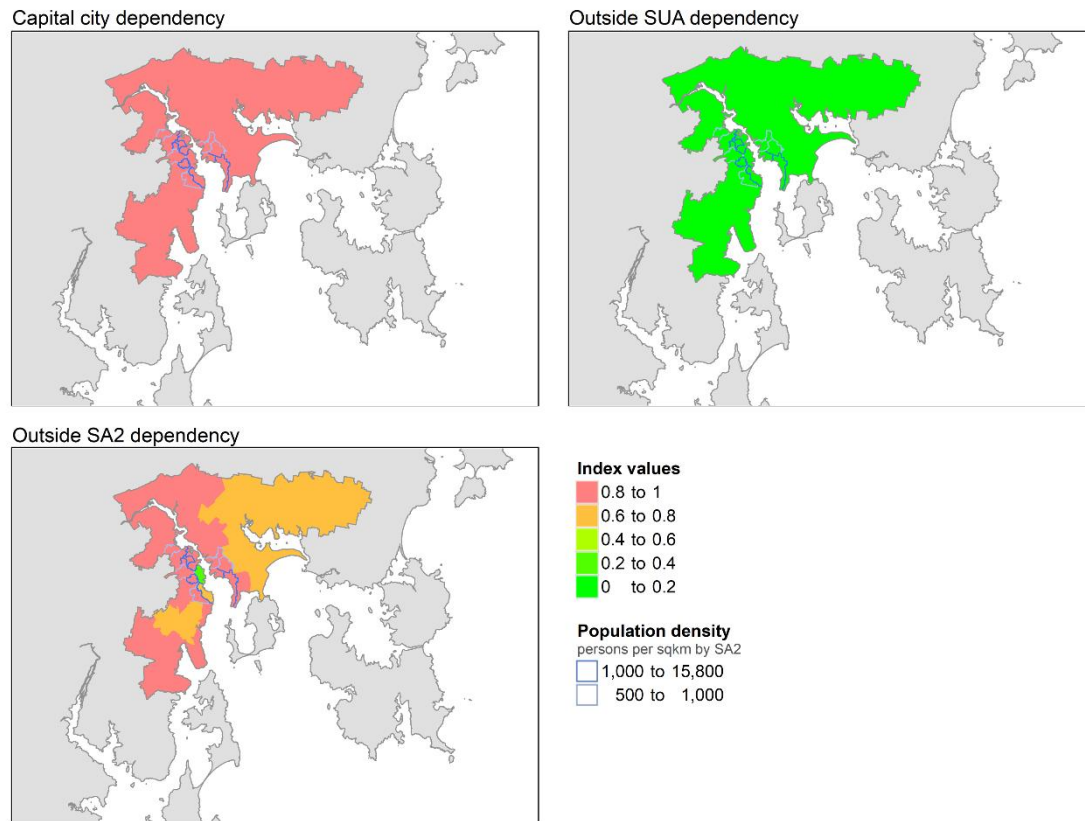 Capital city dependency
Outside SUA dependency
Outside SA2 dependency
Index values
0.8 to 1
0.6 to 0.8
0.4 to 0.6
0.2 to 0.4
0 to 0.2
Population density
persons per sqkm by SA2
1,000 to 15,800
500 to 1,000